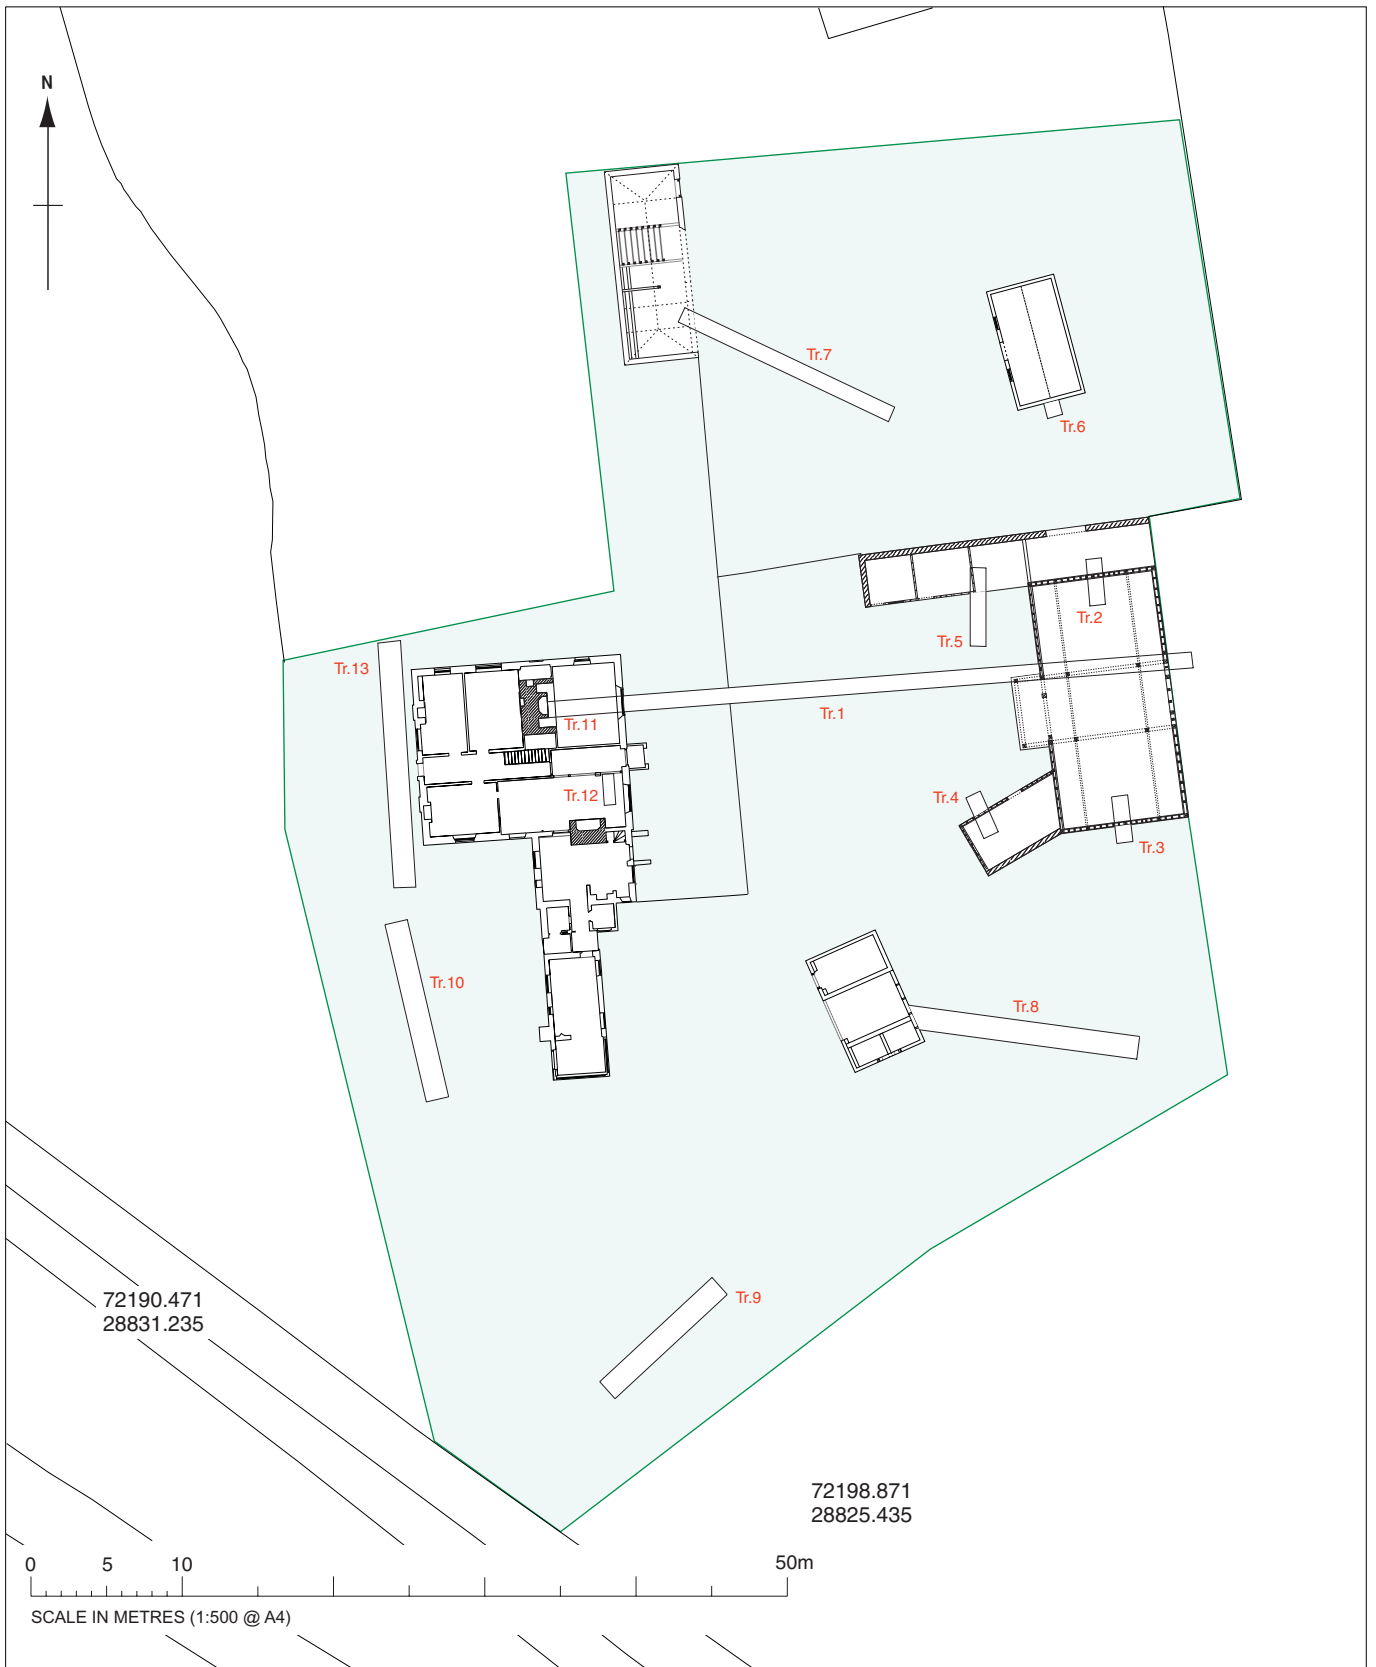 N
Tr.7
Tr.6
Tr.2
Tr.5
Tr.13
Tr.1
Tr.11
Tr.12
Tr.4
Tr.3
Tr.10
Tr.8
Tr.9
72190.471
28831.235
72198.871
28825.435
0 5 10 50m
SCALE IN METRES (1:500 @ A4)